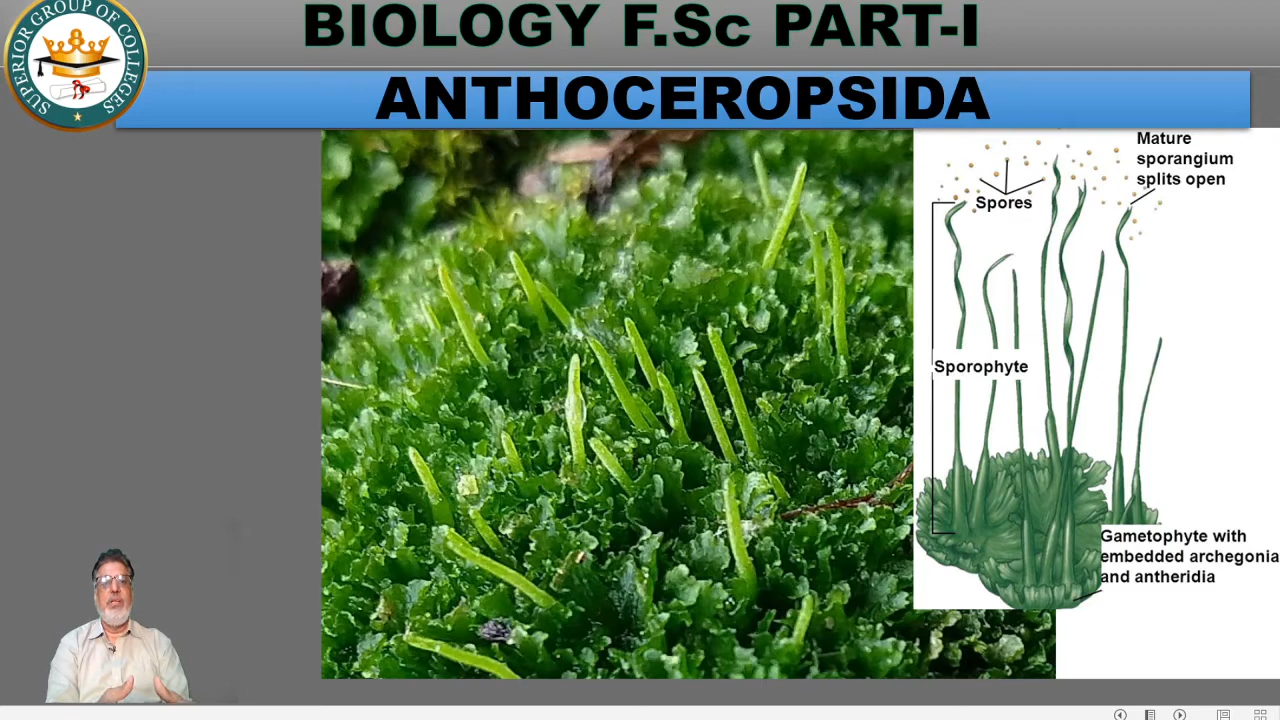 SUPERIOR GROUP OF COLLEGES
BIOLOGY F.Sc PART-I
ANTHOCEROPSIDA
Mature
sporangium
splits open
Spores
Sporophyte
Gametophyte with
embedded archegonia
and antheridia